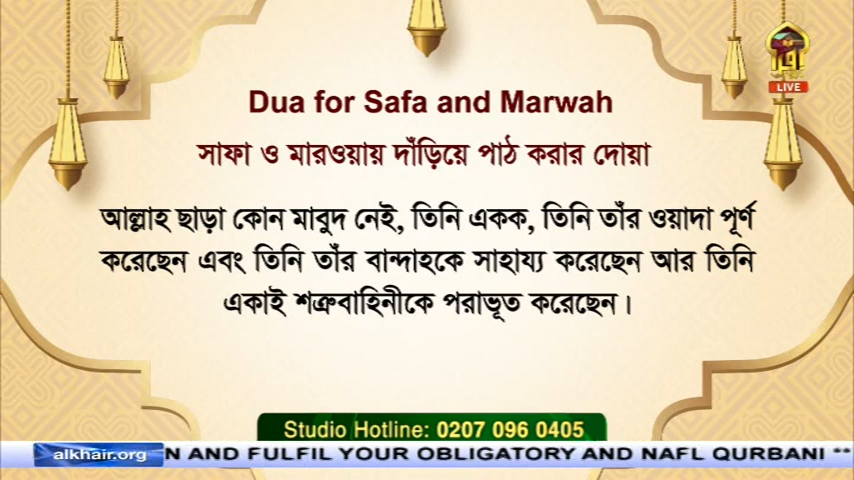 LIVE
Dua for Safa and Marwah
সাফা ও মারওয়ায় দাঁড়িয়ে পাঠ করার দোয়া
আল্লাহ ছাড়া কোন মাবুদ নেই, তিনি একক, তিনি তাঁর ওয়াদা পূর্ণ
করেছেন এবং তিনি তাঁর বান্দাহকে সাহায্য করেছেন আর তিনি
একাই শত্রুবাহিনীকে পরাভূত করেছেন।
Studio Hotline: 0207 096 0405
alkhair.org N AND FULFIL YOUR OBLIGATORY AND NAFL QURBANI **